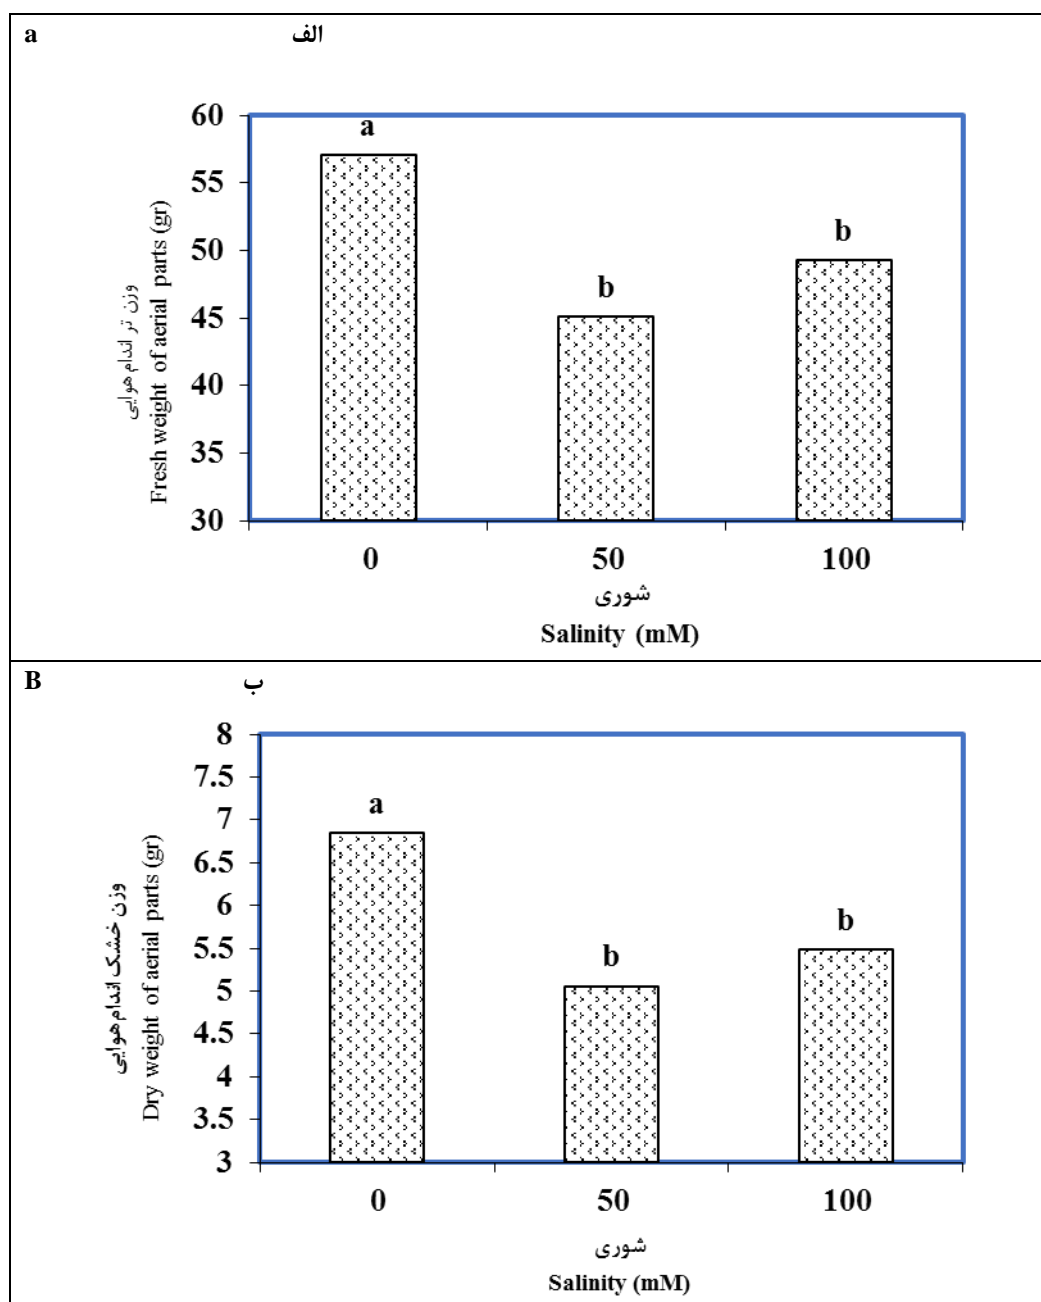 a
الف
60
55
50
45
40
35
30
وزن تر اندام هوایی
Fresh weight of aerial parts (gr)
a
b
b
0 50 100
شوری
Salinity (mM)
B
ب
8
7.5
7
6.5
6
5.5
5
4.5
4
3.5
3
وزن خشک اندام هوایی
Dry weight of aerial parts (gr)
a
b
b
0 50 100
شوری
Salinity (mM)